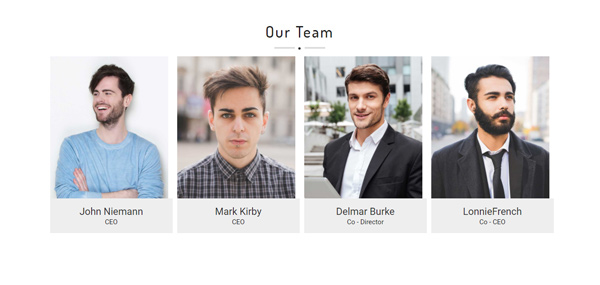 Our Team
John Niemann
CEO
Mark Kirby
CEO
Delmar Burke
Co - Director
LonnieFrench
Co - CEO